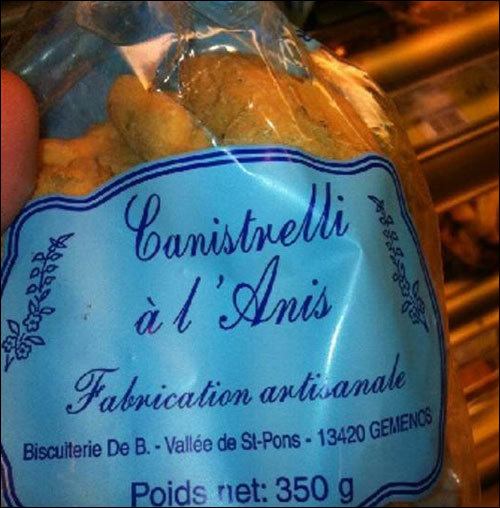 Canistrelli
à l'Anis
Fabrication artisanale
Biscuiterie De B. - Vallée de St-Pons - 13420 GEMENOS
Poids net: 350 g